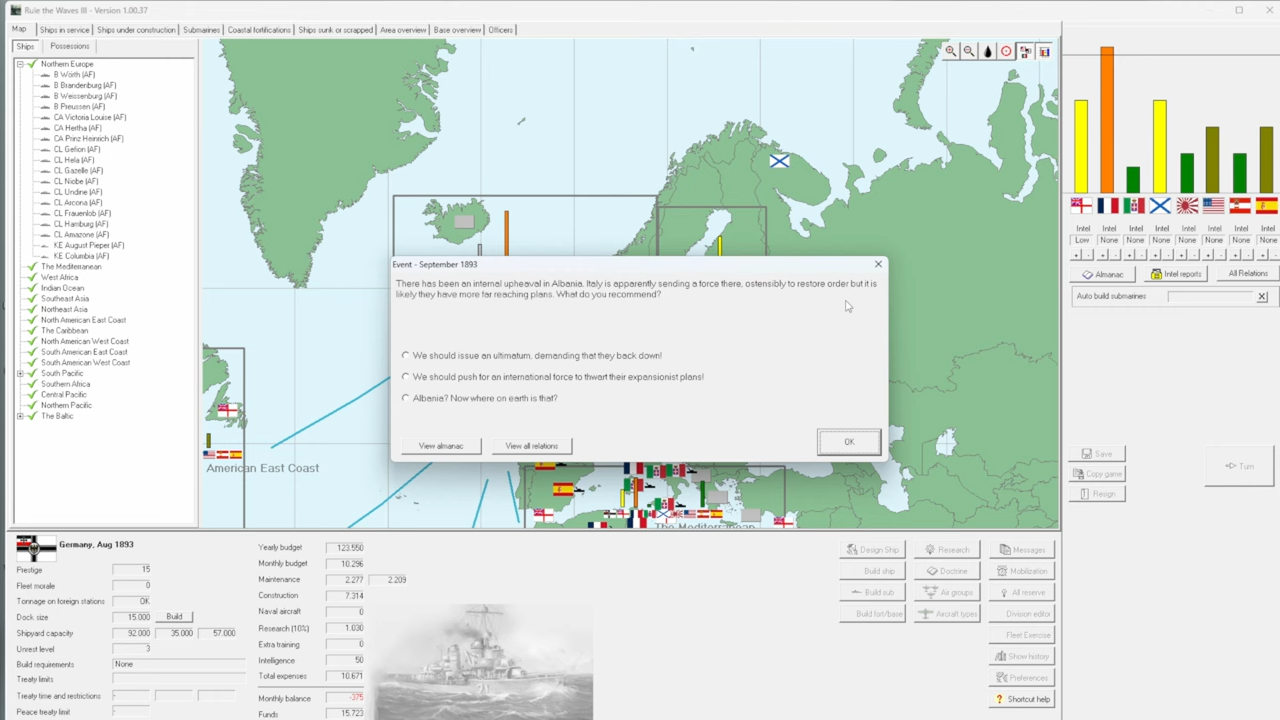 Rule the Waves III - Version 1.00.37
Map Ships in service Ships under construction Submarines Coastal fortifications Ships sunk or scrapped Area overview Base overview Officers
Ships Possessions
Northern Europe
B Wörth (AF)
B Brandenburg (AF)
B Weissenburg (AF)
B Preussen (AF)
CA Victoria Louise (AF)
CA Hertha (AF)
CA Prinz Heinrich (AF)
CL Gefion (AF)
CL Hela (AF)
CL Gazelle (AF)
CL Niobe (AF)
CL Undine (AF)
CL Arcona (AF)
CL Frauenlob (AF)
CL Hamburg (AF)
CL Amazone (AF)
KE August Pieper (AF)
KE Columbia (AF)
The Mediterranean
West Africa
Indian Ocean
Southeast Asia
Northeast Asia
North American East Coast
The Caribbean
North American West Coast
South American East Coast
South American West Coast
South Pacific
Southern Africa
Central Pacific
Northern Pacific
The Baltic
American East Coast
The Mediterranean
Event - September 1893
There has been an internal upheaval in Albania. Italy is apparently sending a force there, ostensibly to restore order but it is
likely they have more far reaching plans. What do you recommend?
We should issue an ultimatum, demanding that they back down!
We should push for an international force to thwart their expansionist plans!
Albania? Now where on earth is that?
View almanac View all relations OK
Intel Intel Intel Intel Intel Intel Intel Intel
Low None None None None None None None
Almanac Intel reports All Relations
Auto build submarines
Save
Copy game
Resign
Turn
Germany, Aug 1893
Prestige 15
Fleet morale 0
Tonnage on foreign stations OK
Dock size 15.000 Build
Shipyard capacity 92.000 35.000 57.000
Unrest level 3
Build requirements None
Treaty limits
Treaty time and restrictions -
Peace treaty limit -
Yearly budget 123.550
Monthly budget 10.296
Maintenance 2.277 2.209
Construction 7.314
Naval aircraft 0
Research (10%) 1.030
Extra training 0
Intelligence 50
Total expenses 10.671
Monthly balance -375
Funds 15.723
Design Ship Research Messages
Build ship Doctrine Mobilization
Build sub Air groups All reserve
Build fort/base Aircraft types Division editor
Fleet Exercise
Show history
Preferences
Shortcut help